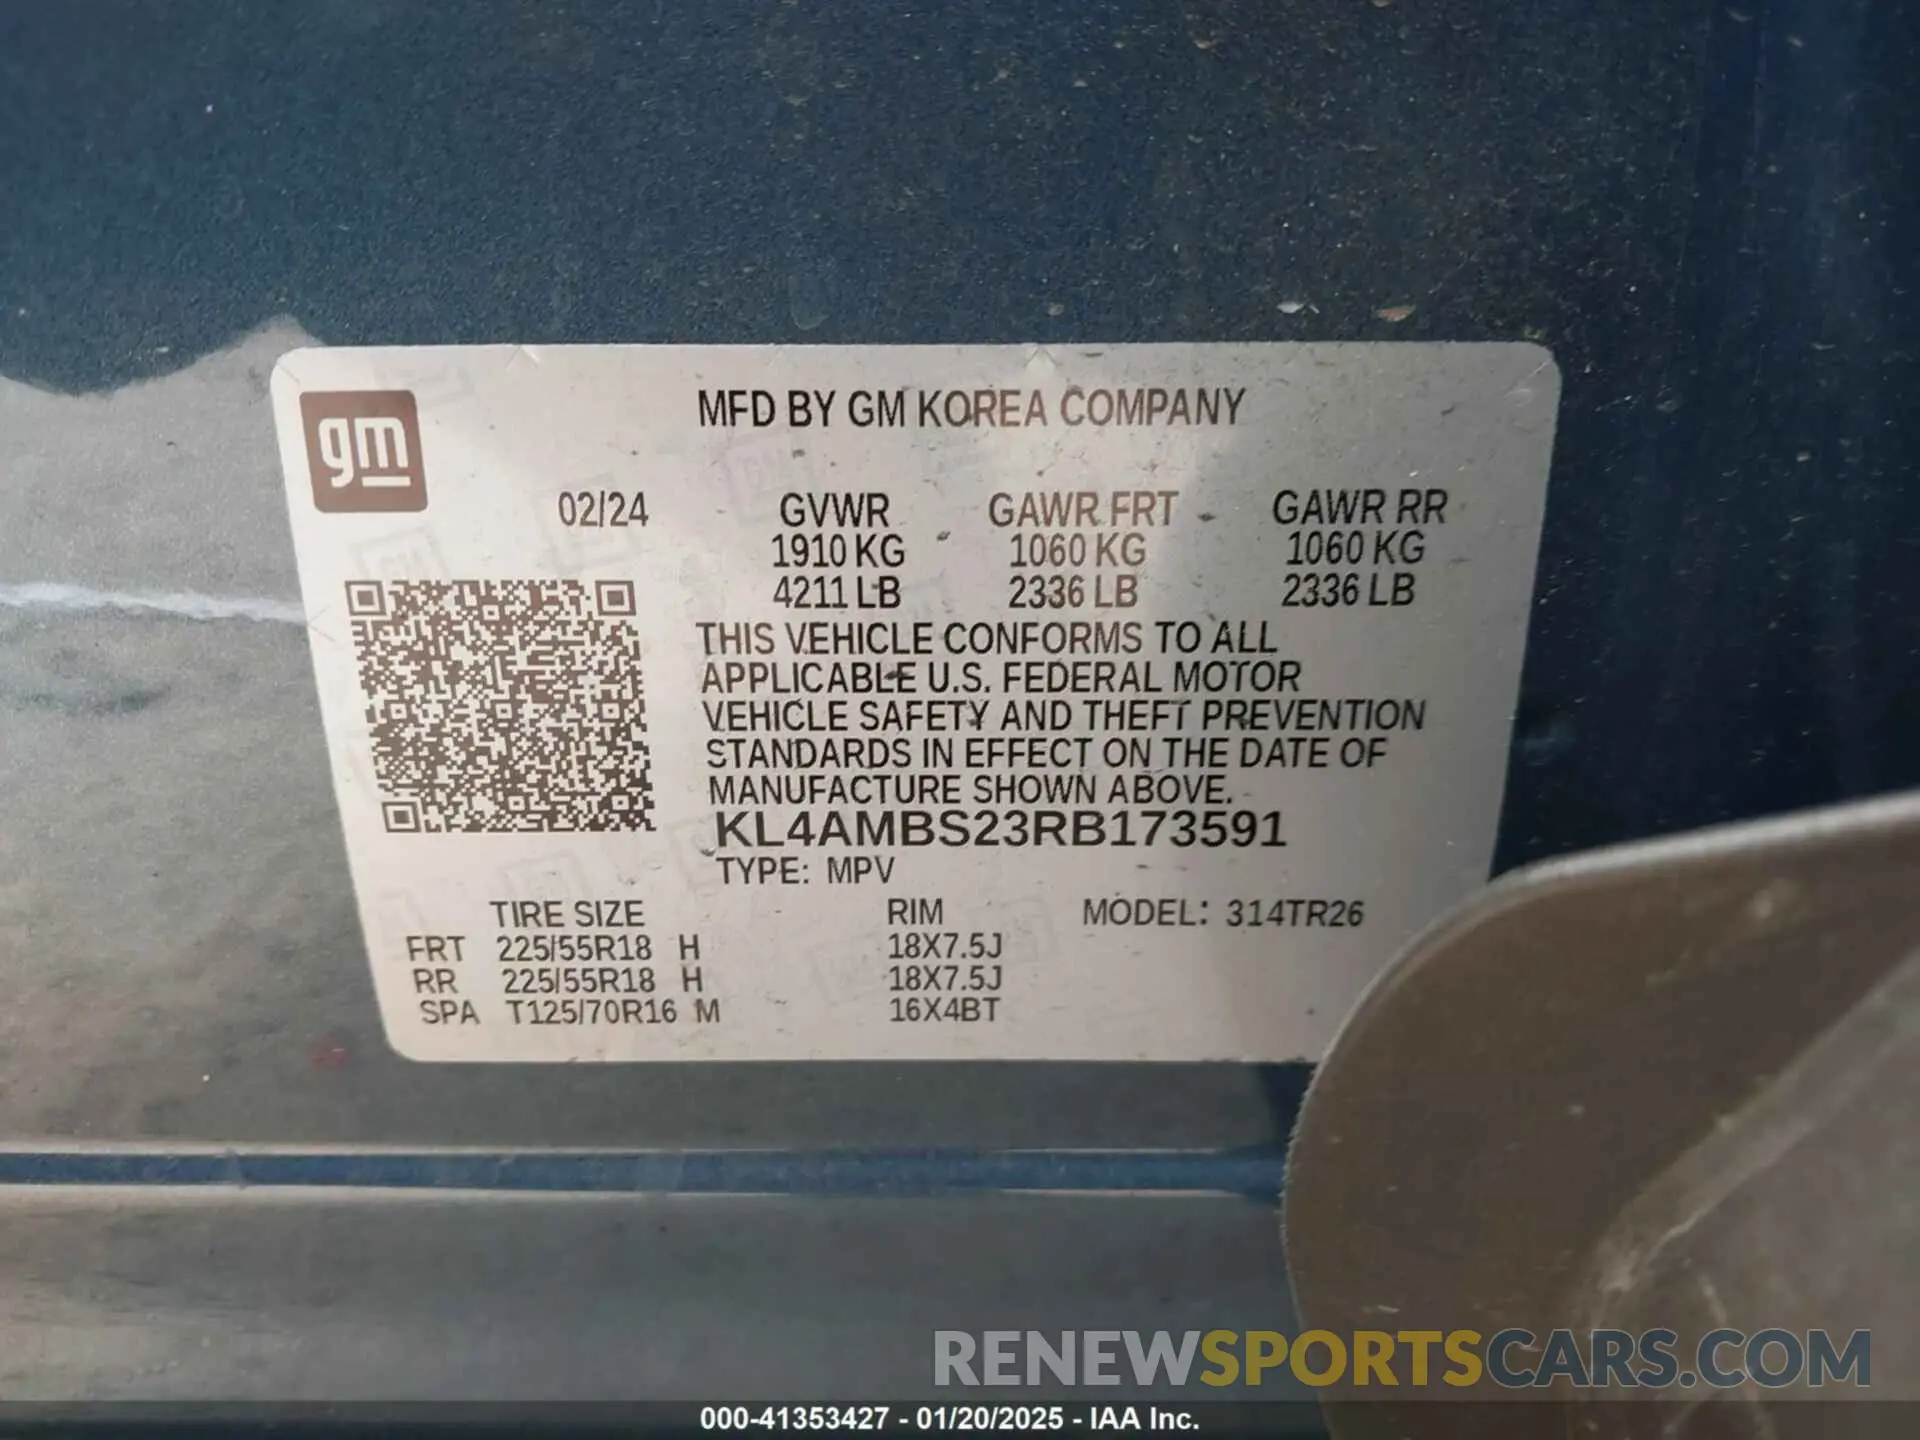 gm
MFD BY GM KOREA COMPANY
02/24 GVWR GAWR FRT GAWR RR
1910 KG 1060 KG 1060 KG
4211 LB 2336 LB 2336 LB
THIS VEHICLE CONFORMS TO ALL
APPLICABLE U.S. FEDERAL MOTOR
VEHICLE SAFETY AND THEFT PREVENTION
STANDARDS IN EFFECT ON THE DATE OF
MANUFACTURE SHOWN ABOVE.
KL4AMBS23RB173591
TYPE: MPV
TIRE SIZE RIM MODEL: 314TR26
FRT 225/55R18 H 18X7.5J
RR 225/55R18 H 18X7.5J
SPA T125/70R16 M 16X4BT
RENEWSPORTSCARS.COM
000-41353427 - 01/20/2025 - IAA Inc.